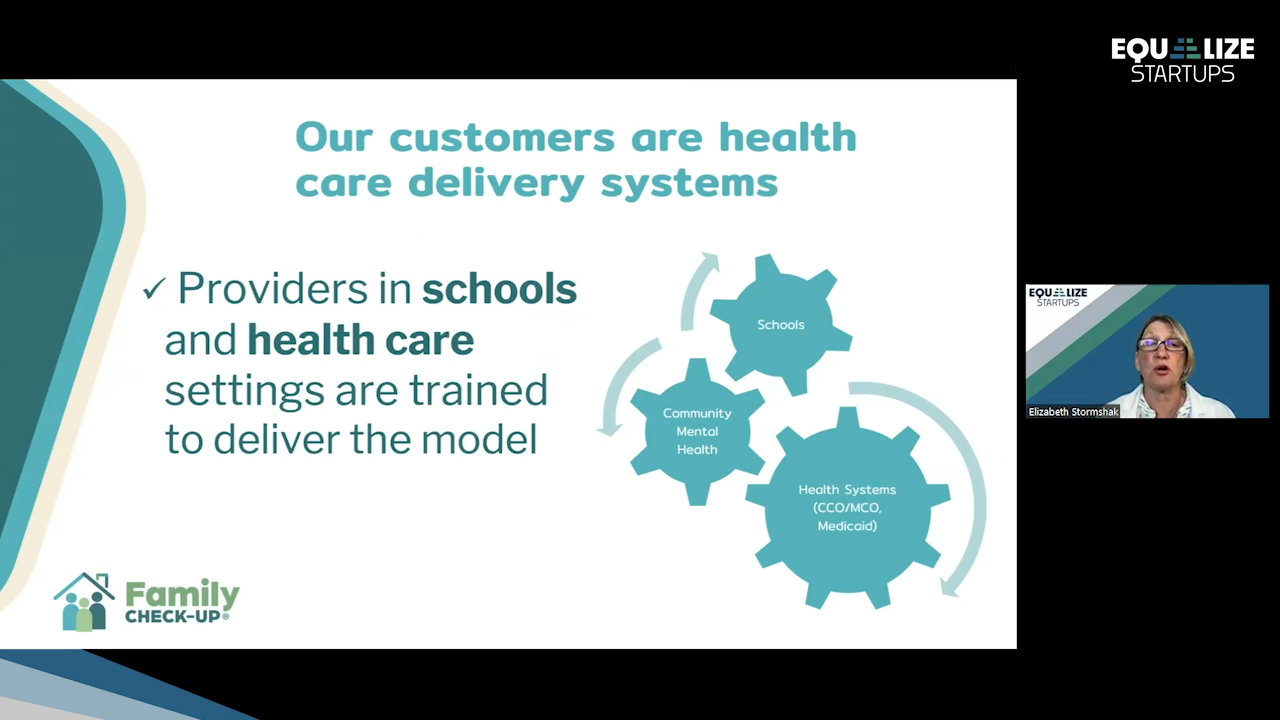 EQUALIZE
STARTUPS
Our customers are health
care delivery systems
✓ Providers in schools
and health care
settings are trained
to deliver the model
Schools
Community
Mental
Health
Health Systems
(CCO/MCO,
Medicaid)
Family
CHECK-UP®
EQUALIZE
STARTUPS
Elizabeth Stormshak